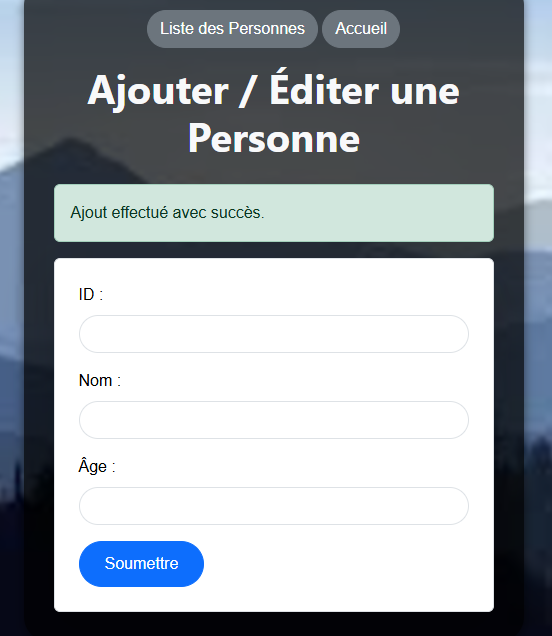 Liste des Personnes
Accueil
Ajouter / Éditer une
Personne
Ajout effectué avec succès.
ID :
Nom :
Âge :
Soumettre